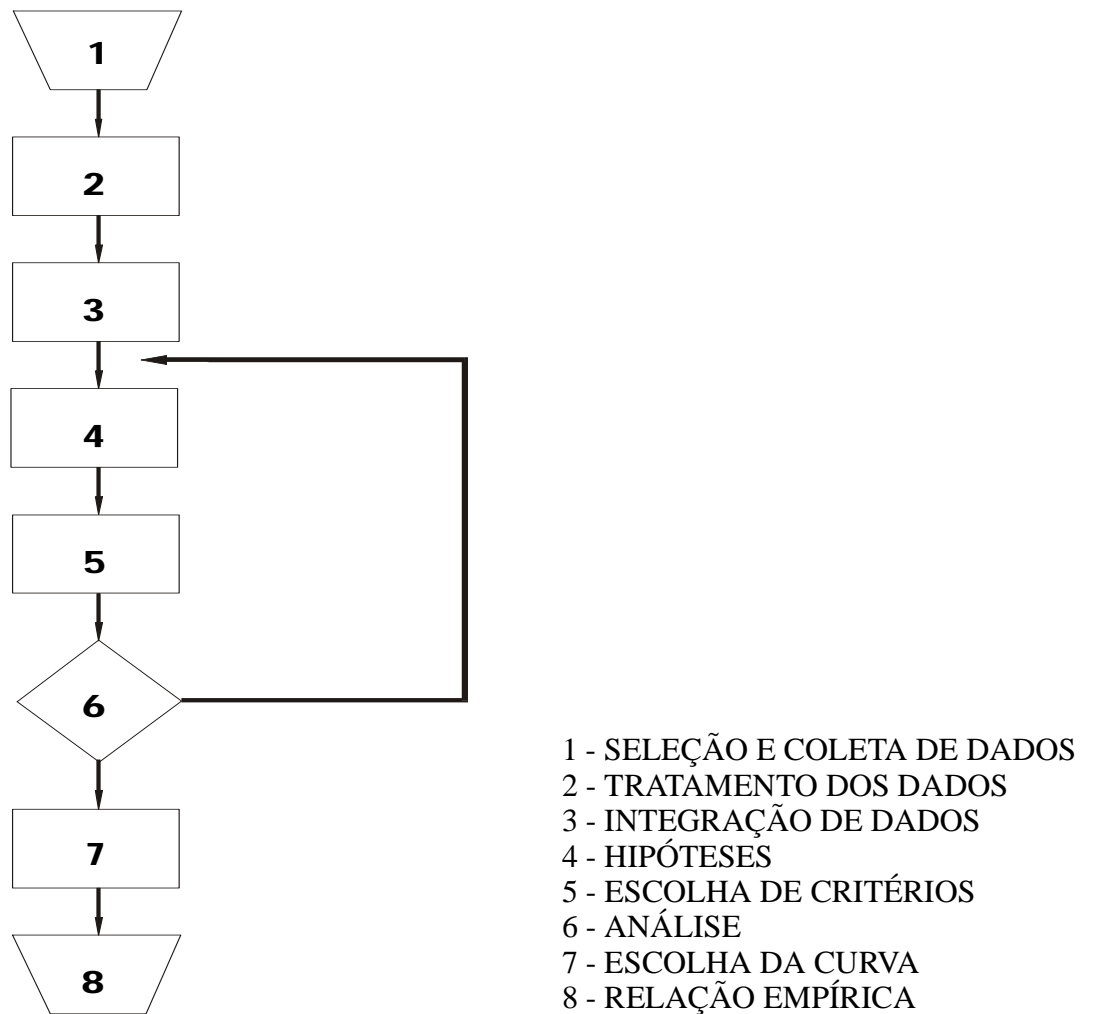 1
2
3
4
5
6
7
8
1 - SELEÇÃO E COLETA DE DADOS
2 - TRATAMENTO DOS DADOS
3 - INTEGRAÇÃO DE DADOS
4 - HIPÓTESES
5 - ESCOLHA DE CRITÉRIOS
6 - ANÁLISE
7 - ESCOLHA DA CURVA
8 - RELAÇÃO EMPÍRICA